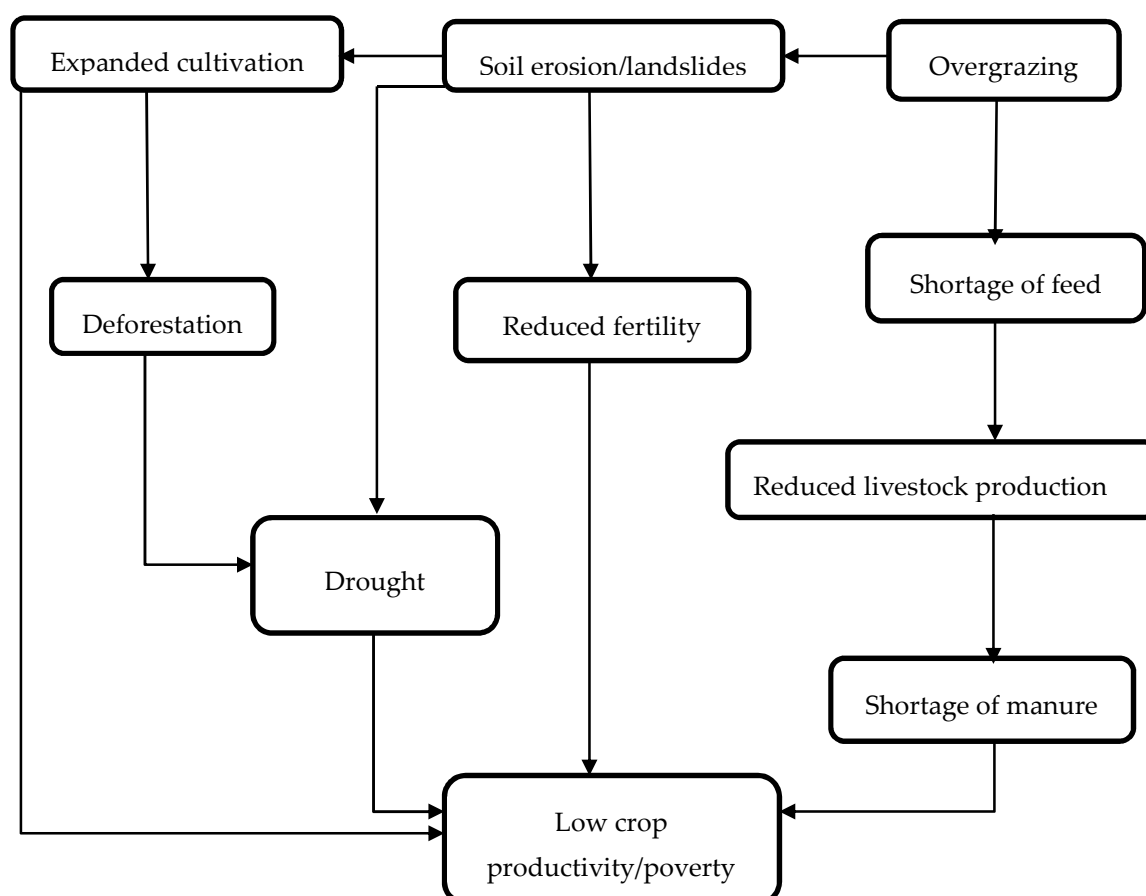 Expanded cultivation
Soil erosion/landslides
Overgrazing
Shortage of feed
Deforestation
Reduced fertility
Reduced livestock production
Drought
Shortage of manure
Low crop
productivity/poverty